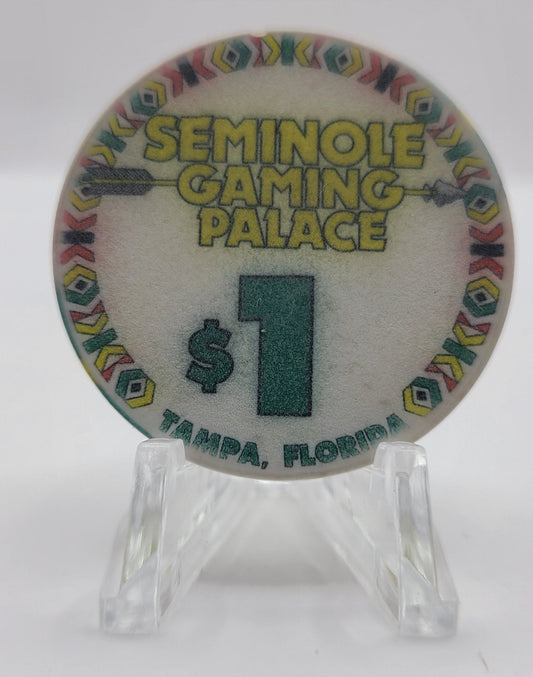 SEMINOLE
GAMING
PALACE
$1
TAMPA, FLORIDA